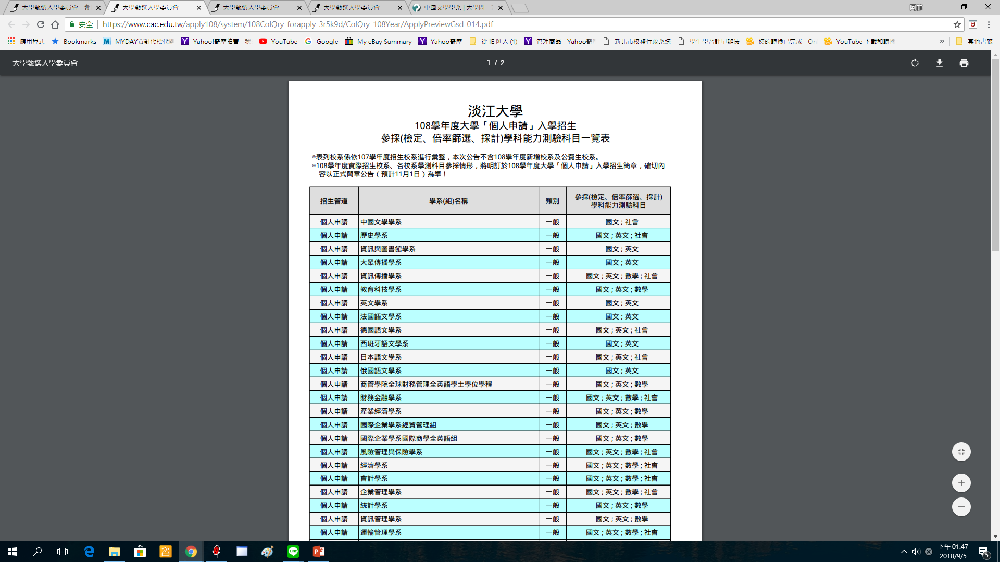 大學甄選入學委員會 - 參
大學甄選入學委員會
大學甄選入學委員會
大學甄選入學委員會
中國文學學系 | 大學問 -
阿菲
安全
https://www.cac.edu.tw/apply108/system/108ColQry_forapply_3r5k9d/ColQry_108Year/ApplyPreviewGsd_014.pdf
應用程式
Bookmarks
MYDAY買對代標代
Yahoo!奇摩拍賣 - 我
YouTube
Google
My eBay Summary
Yahoo奇摩
從 IE 匯入 (1)
管理商品 - Yahoo奇
新北市校務行政系統
學生學習評量辦法
您的轉換已完成 - On
YouTube 下載和轉換
»
其他書籤
大學甄選入學委員會
1 / 2
淡江大學
108學年度大學「個人申請」入學招生
參採(檢定、倍率篩選、採計)學科能力測驗科目一覽表
◎表列校系係依107學年度招生校系進行彙整，本次公告不含108學年度新增校系及公費生校系。
◎108學年度實際招生校系、各校系學測科目參採情形，將明訂於108學年度大學「個人申請」入學招生簡章，確切內
容以正式簡章公告（預計11月1日）為準！
招生管道 學系(組)名稱 類別 參採(檢定、倍率篩選、採計)
學科能力測驗科目
個人申請 中國文學學系 一般 國文 ; 社會
個人申請 歷史學系 一般 國文 ; 英文 ; 社會
個人申請 資訊與圖書館學系 一般 國文 ; 英文
個人申請 大眾傳播學系 一般 國文 ; 英文
個人申請 資訊傳播學系 一般 國文 ; 英文 ; 數學 ; 社會
個人申請 教育科技學系 一般 國文 ; 英文 ; 數學
個人申請 英文學系 一般 國文 ; 英文
個人申請 法國語文學系 一般 國文 ; 英文
個人申請 德國語文學系 一般 國文 ; 英文 ; 社會
個人申請 西班牙語文學系 一般 國文 ; 英文
個人申請 日本語文學系 一般 國文 ; 英文 ; 社會
個人申請 俄國語文學系 一般 國文 ; 英文
個人申請 商管學院全球財務管理全英語學士學位學程 一般 國文 ; 英文 ; 數學
個人申請 財務金融學系 一般 國文 ; 英文 ; 數學 ; 社會
個人申請 產業經濟學系 一般 國文 ; 英文 ; 數學
個人申請 國際企業學系經貿管理組 一般 國文 ; 英文 ; 數學
個人申請 國際企業學系國際商學全英語組 一般 國文 ; 英文 ; 數學
個人申請 風險管理與保險學系 一般 國文 ; 英文 ; 數學 ; 社會
個人申請 經濟學系 一般 國文 ; 英文 ; 數學 ; 社會
個人申請 會計學系 一般 國文 ; 英文 ; 數學 ; 社會
個人申請 企業管理學系 一般 國文 ; 英文 ; 數學 ; 社會
個人申請 統計學系 一般 國文 ; 英文 ; 數學
個人申請 資訊管理學系 一般 國文 ; 英文 ; 數學
個人申請 運輸管理學系 一般 國文 ; 英文 ; 數學 ; 社會
下午 01:47
2018/9/5
5